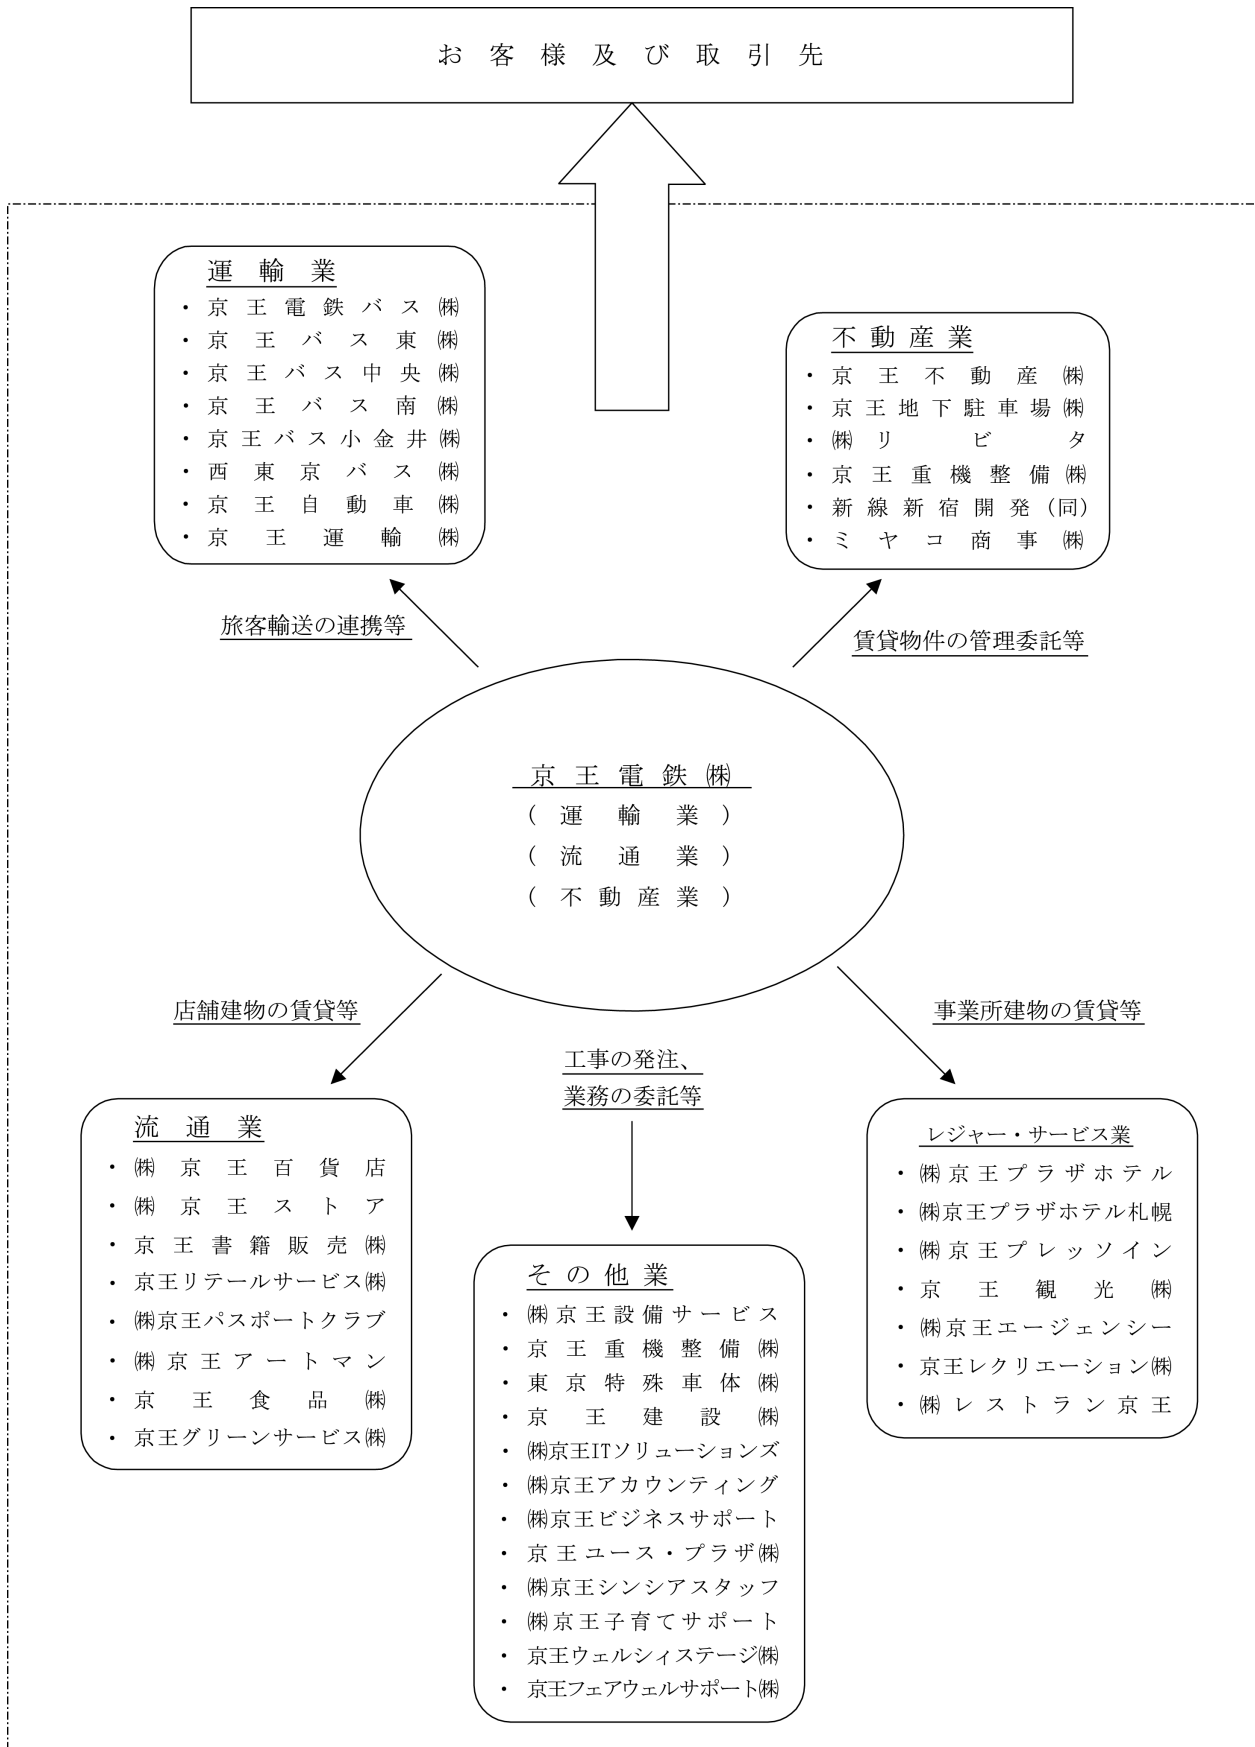 お客様及び取引先
運輸業
・京王電鉄バス㈱
・京王バス東㈱
・京王バス中央㈱
・京王バス南㈱
・京王バス小金井㈱
・西東京バス㈱
・京王自動車㈱
・京王運輸㈱
不動産業
・京王不動産㈱
・京王地下駐車場㈱
・㈱リビタ
・京王重機整備㈱
・新線新宿開発(同)
・ミヤコ商事㈱
旅客輸送の連携等
賃貸物件の管理委託等
京王電鉄㈱
(運輸業)
(流通業)
(不動産業)
店舗建物の賃貸等
工事の発注、
業務の委託等
事業所建物の賃貸等
流通業
・㈱京王百貨店
・㈱京王ストア
・京王書籍販売㈱
・京王リテールサービス㈱
・㈱京王パスポートクラブ
・㈱京王アートマン
・京王食品㈱
・京王グリーンサービス㈱
その他業
・㈱京王設備サービス
・京王重機整備㈱
・東京特殊車体㈱
・京王建設㈱
・㈱京王ITソリューションズ
・㈱京王アカウンティング
・㈱京王ビジネスサポート
・京王ユース・プラザ㈱
・㈱京王シンシアスタッフ
・㈱京王子育てサポート
・京王ウェルシィステージ㈱
・京王フェアウェルサポート㈱
レジャー・サービス業
・㈱京王プラザホテル
・㈱京王プラザホテル札幌
・㈱京王プレッソイン
・京王観光㈱
・㈱京王エージェンシー
・京王レクリエーション㈱
・㈱レストラン京王